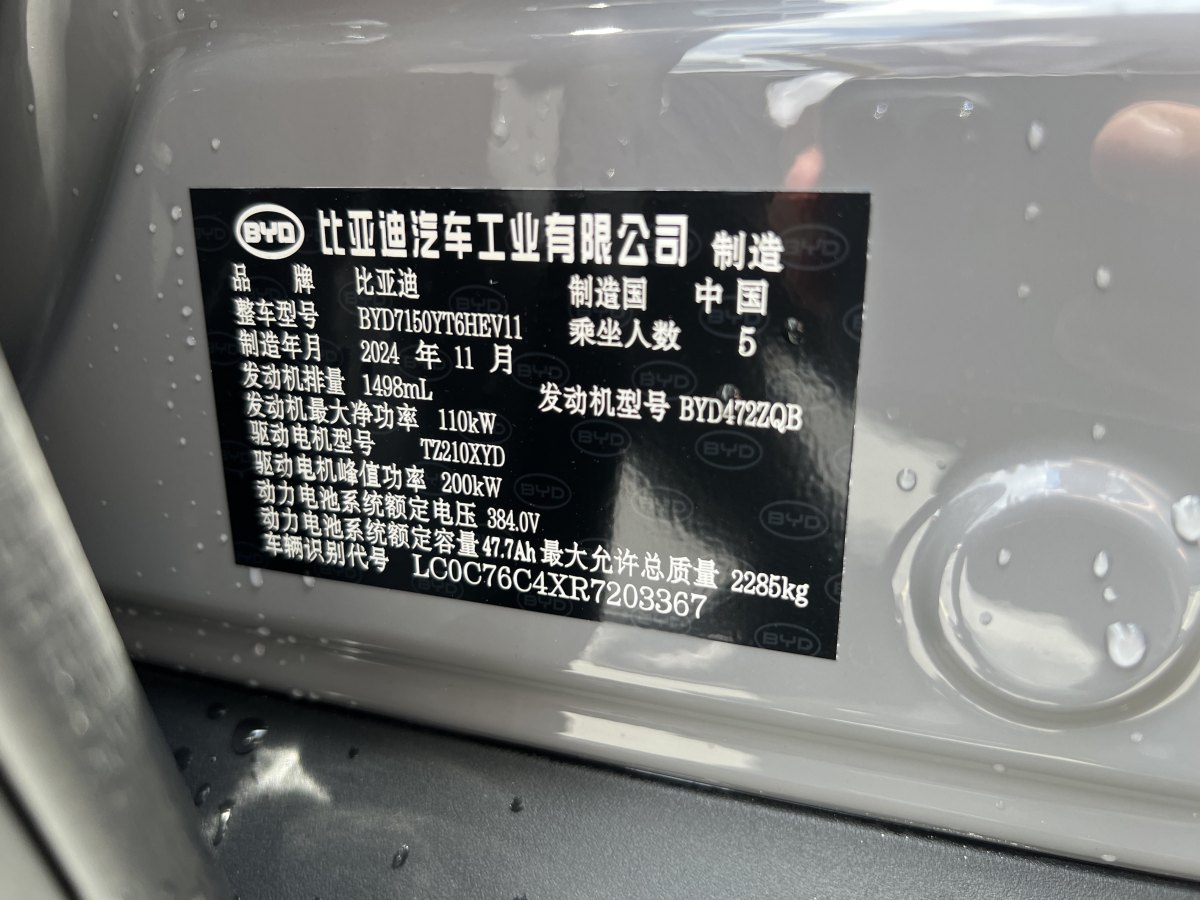 BYD 比亚迪汽车工业有限公司 制造
品 牌 比亚迪 制造国 中国
整车型号 BYD7150YT6HEV11 乘坐人数 5
制造年月 2024 年 11 月
发动机排量 1498mL 发动机型号 BYD472ZQB
发动机最大净功率 110kW
驱动电机型号 TZ210XYD
驱动电机峰值功率 200kW
动力电池系统额定电压 384.0V
动力电池系统额定容量 47.7Ah 最大允许总质量 2285kg
车辆识别代号 LC0C76C4XR7203367